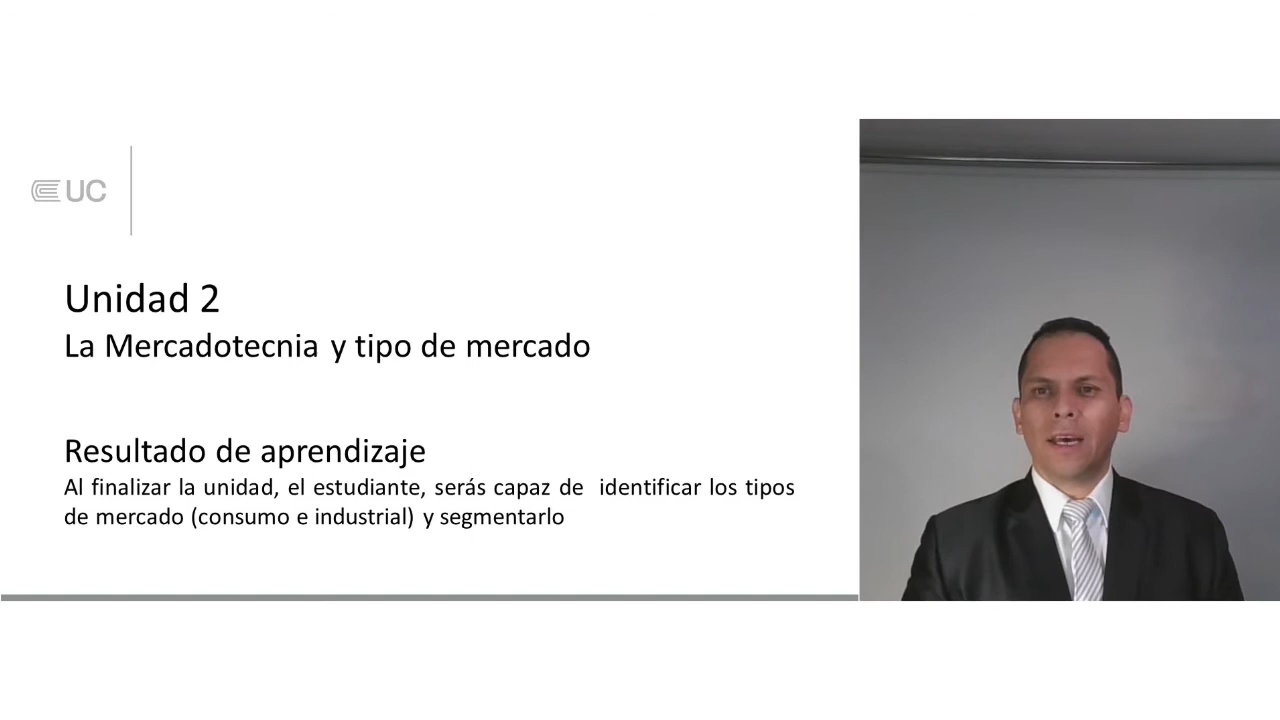 UC
Unidad 2
La Mercadotecnia y tipo de mercado
Resultado de aprendizaje
Al finalizar la unidad, el estudiante, serás capaz de identificar los tipos
de mercado (consumo e industrial) y segmentarlo